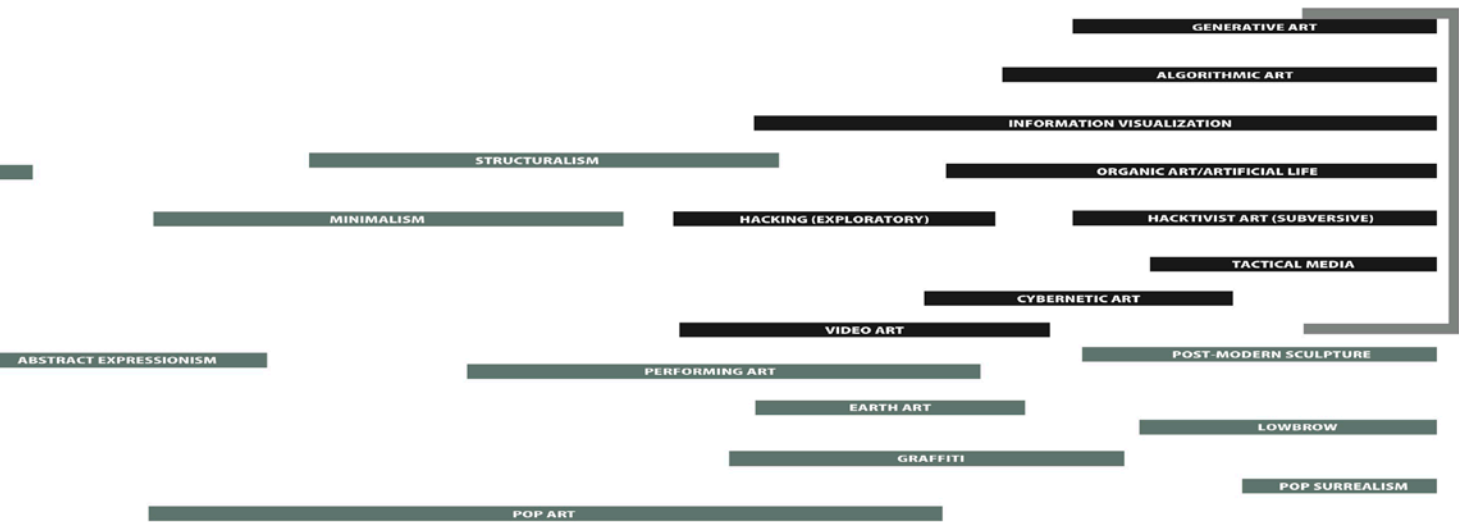 GENERATIVE ART
ALGORITHMIC ART
INFORMATION VISUALIZATION
STRUCTURALISM
ORGANIC ART/ARTIFICIAL LIFE
MINIMALISM
HACKING (EXPLORATORY)
HACKTIVIST ART (SUBVERSIVE)
TACTICAL MEDIA
CYBERNETIC ART
VIDEO ART
ABSTRACT EXPRESSIONISM
POST-MODERN SCULPTURE
PERFORMING ART
EARTH ART
LOWBROW
GRAFFITI
POP SURREALISM
POP ART